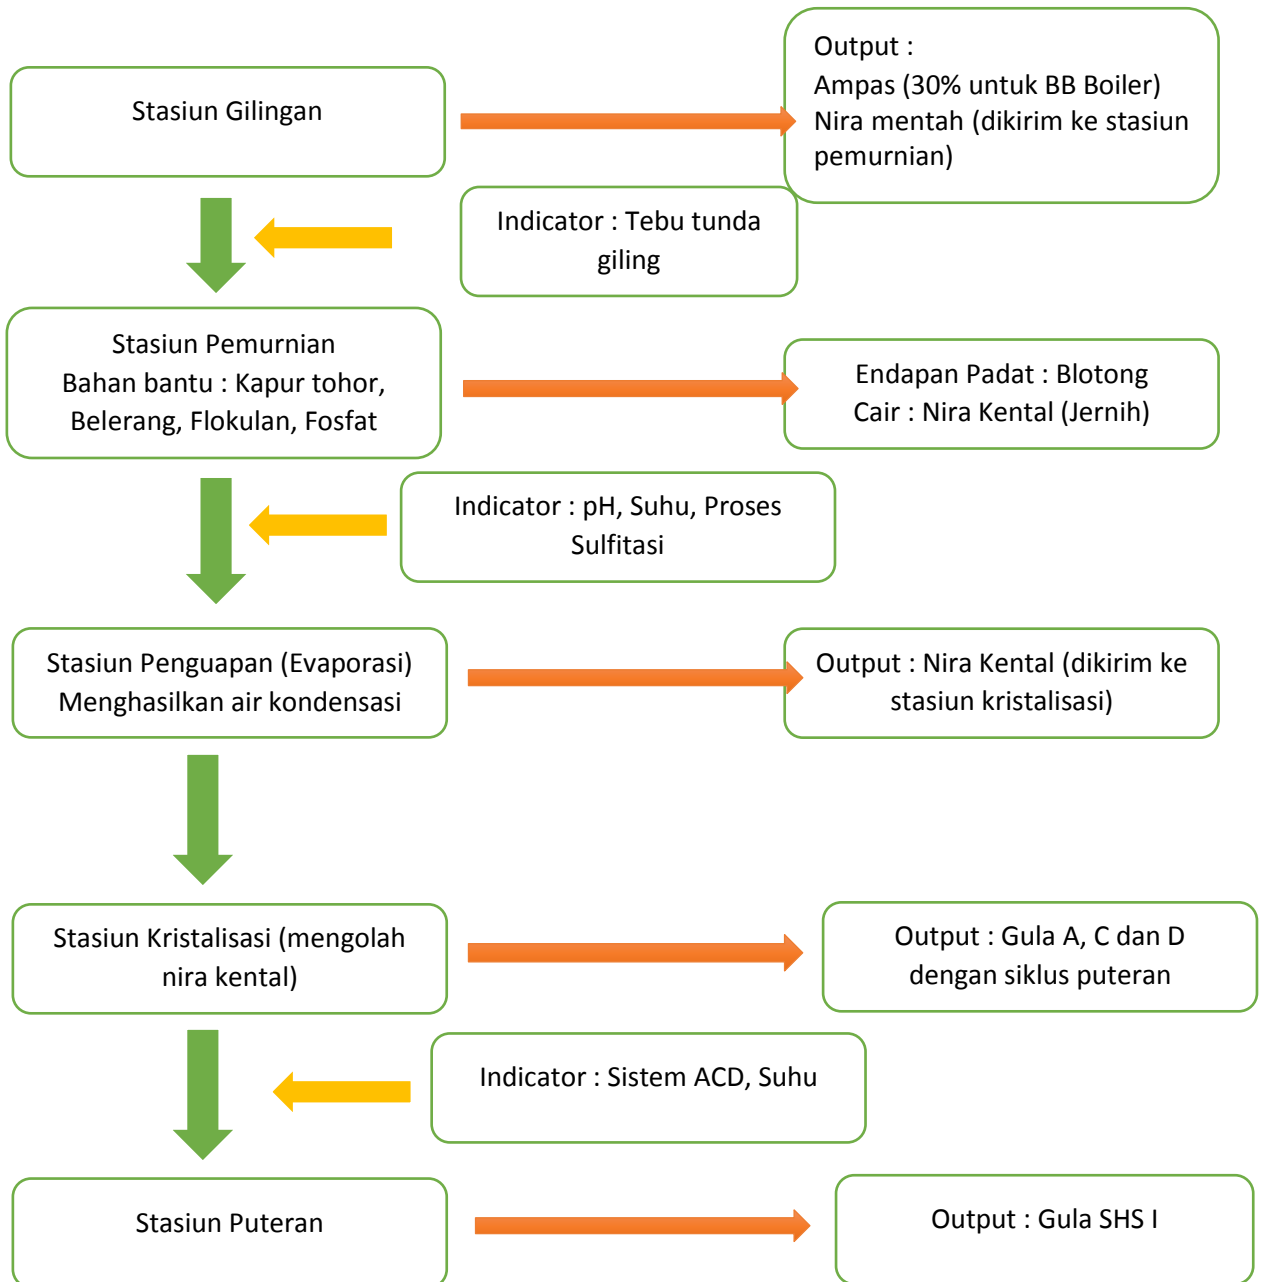 Stasiun Gilingan
Output :
Ampas (30% untuk BB Boiler)
Nira mentah (dikirim ke stasiun
pemurnian)
Indicator : Tebu tunda
giling
Stasiun Pemurnian
Bahan bantu : Kapur tohor,
Belerang, Flokulan, Fosfat
Endapan Padat : Blotong
Cair : Nira Kental (Jernih)
Indicator : pH, Suhu, Proses
Sulfitasi
Stasiun Penguapan (Evaporasi)
Menghasilkan air kondensasi
Output : Nira Kental (dikirim ke
stasiun kristalisasi)
Stasiun Kristalisasi (mengolah
nira kental)
Output : Gula A, C dan D
dengan siklus puteran
Indicator : Sistem ACD, Suhu
Stasiun Puteran
Output : Gula SHS I